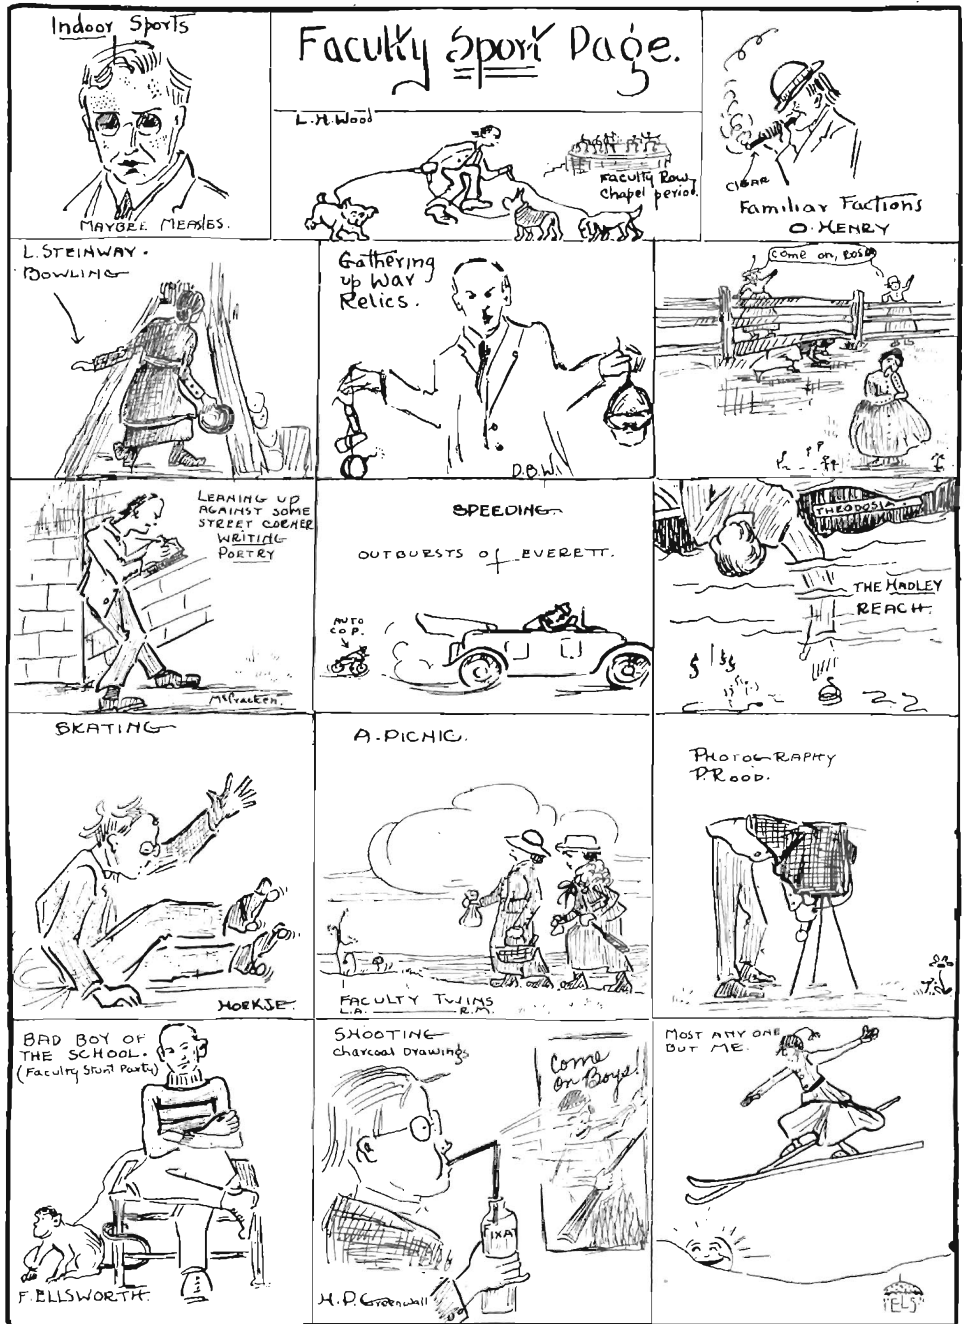 Indoor Sports
MAYBEE MEASLES.
Faculty Sport Page.
L. H. Wood
Faculty Row
Chapel period.
CIGAR
Familiar Factions
O. HENRY
L. STEINWAY.
BOWLING
Gathering
up War
Relics.
D.B.W.
COME ON, ROSIE
LEANING UP
AGAINST SOME
STREET CORNER
WRITING
POETRY
McCracken.
SPEEDING.
OUTBURSTS of EVERETT.
AUTO
COP.
THEODOSIA
THE HADLEY
REACH.
SKATING
HOEKJE.
A. PICNIC.
FACULTY TWINS
L.A. R.M.
PHOTOGRAPHY
P. ROOD.
BAD BOY OF
THE SCHOOL.
(Faculty Stunt Party)
F. ELLSWORTH.
SHOOTING
Charcoal Drawings
Come
on Boys!
FIXAT
H. P. Greenwall
MOST ANY ONE
BUT ME.
ELS